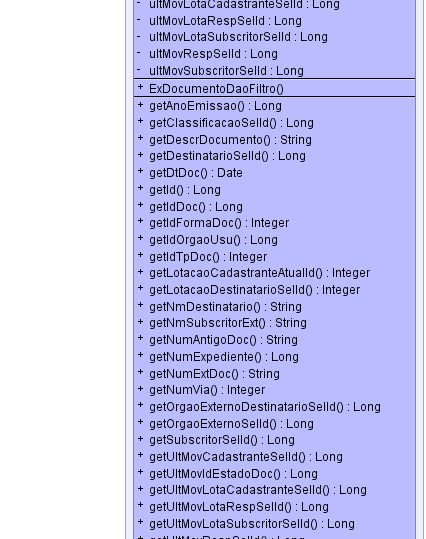 - ultMovLotaCadastranteSelId : Long
- ultMovLotaRespSelId : Long
- ultMovLotaSubscritorSelId : Long
- ultMovRespSelId : Long
- ultMovSubscritorSelId : Long
+ ExDocumentoDaoFiltro()
+ getAnoEmissao() : Long
+ getClassificacaoSelId() : Long
+ getDescrDocumento() : String
+ getDestinatarioSelId() : Long
+ getDtDoc() : Date
+ getId() : Long
+ getIdDoc() : Long
+ getIdFormaDoc() : Integer
+ getIdOrgaoUsu() : Long
+ getIdTpDoc() : Integer
+ getLotacaoCadastranteAtualId() : Integer
+ getLotacaoDestinatarioSelId() : Integer
+ getNmDestinatario() : String
+ getNmSubscritorExt() : String
+ getNumAntigoDoc() : String
+ getNumExpediente() : Long
+ getNumExtDoc() : String
+ getNumVia() : Integer
+ getOrgaoExternoDestinatarioSelId() : Long
+ getOrgaoExternoSelId() : Long
+ getSubscritorSelId() : Long
+ getUltMovCadastranteSelId() : Long
+ getUltMovIdEstadoDoc() : Long
+ getUltMovLotaCadastranteSelId() : Long
+ getUltMovLotaRespSelId() : Long
+ getUltMovLotaSubscritorSelId() : Long
+ getUltMovRespSelId() : Long